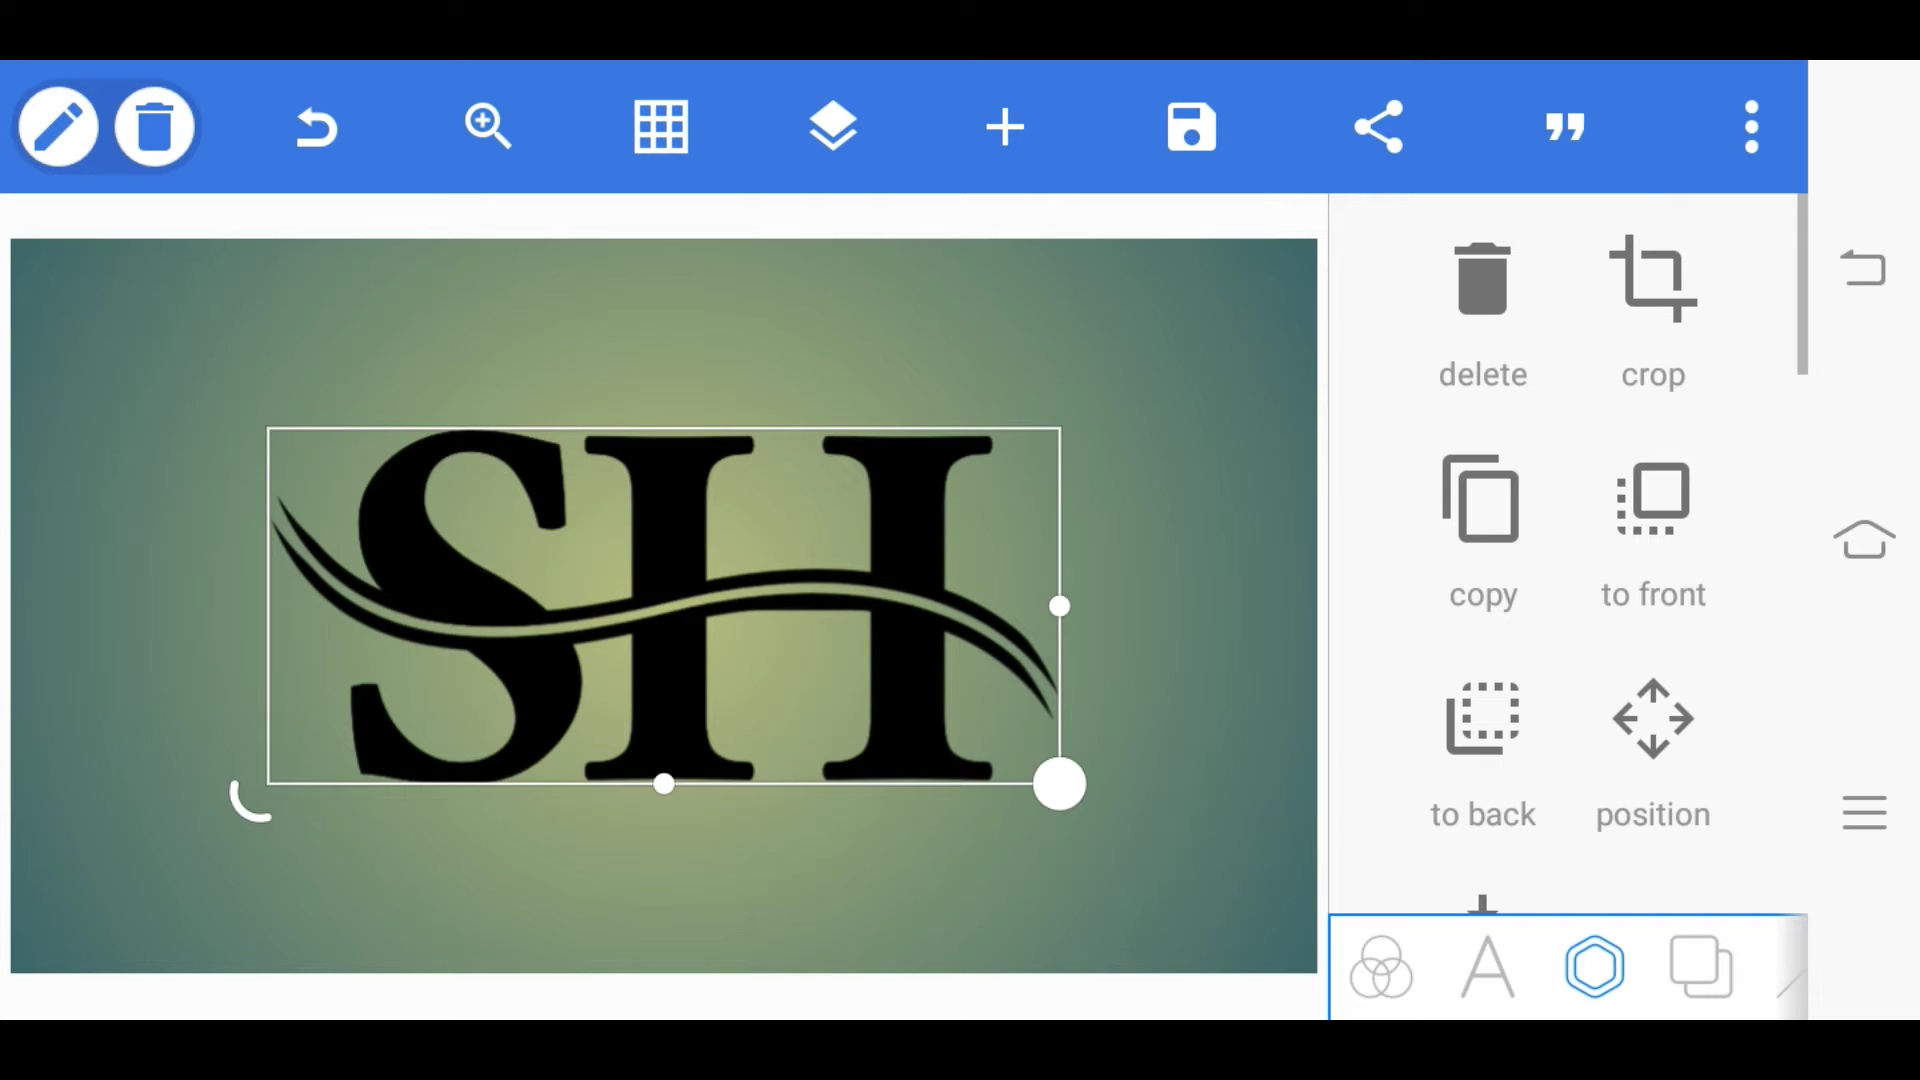 SH
delete
crop
copy
to front
to back
position